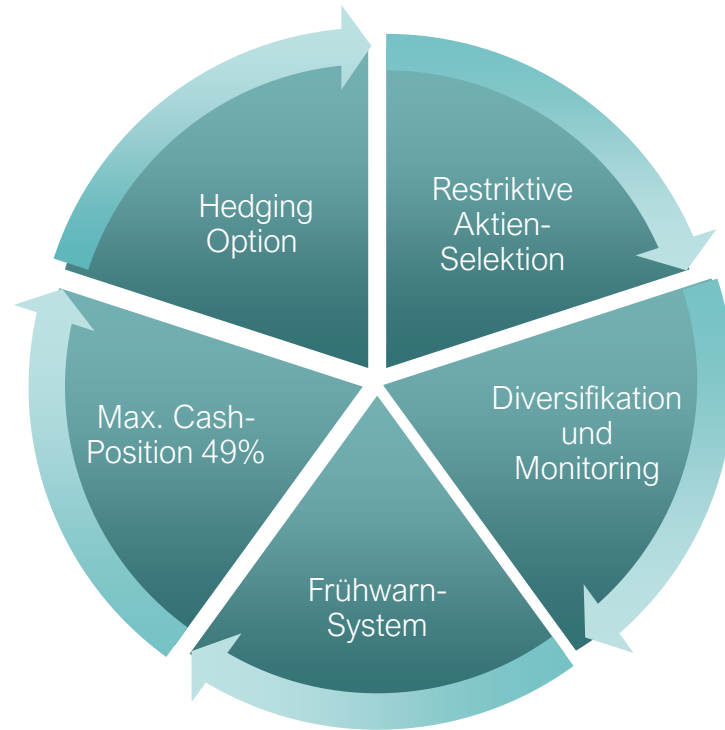 Hedging
Option
Restriktive
Aktien-
Selektion
Diversifikation
und
Monitoring
Frühwarn-
System
Max. Cash-
Position 49%